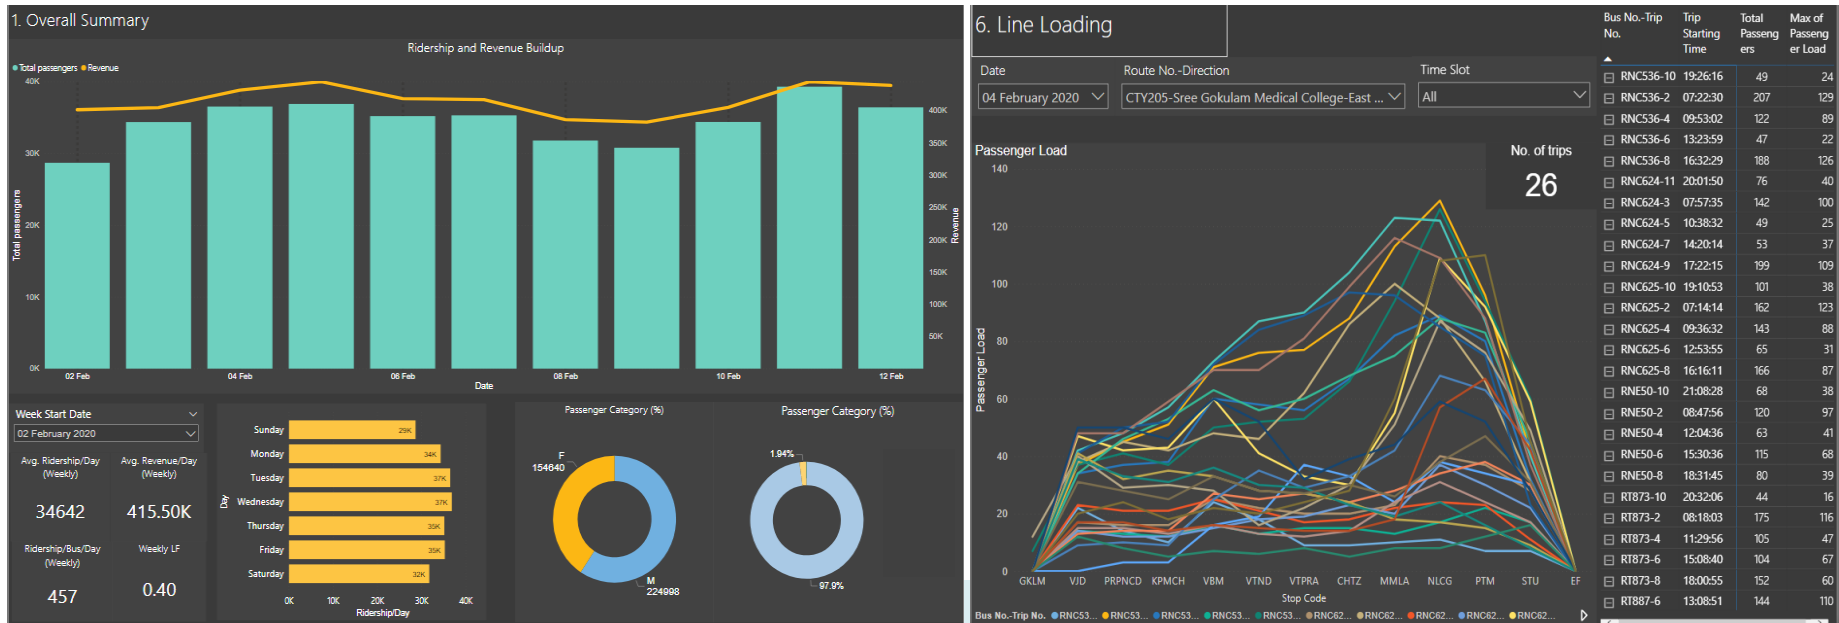 1. Overall Summary
Ridership and Revenue Buildup
Total passengers Revenue
40K
30K
20K
10K
0K
Total passengers
400K
350K
300K
250K
200K
150K
100K
50K
Revenue
02 Feb 04 Feb 06 Feb 08 Feb 10 Feb 12 Feb
Date
Week Start Date
02 February 2020
Avg. Ridership/Day
(Weekly)
34642
Avg. Revenue/Day
(Weekly)
415.50K
Ridership/Bus/Day
(Weekly)
457
Weekly LF
0.40
Day
Sunday 29K
Monday 34K
Tuesday 37K
Wednesday 37K
Thursday 35K
Friday 35K
Saturday 32K
0K 10K 20K 30K 40K
Ridership/Day
Passenger Category (%)
F
154640
M
224998
Passenger Category (%)
1.94%
97.9%
6. Line Loading
Date
04 February 2020
Route No.-Direction
CTY205-Sree Gokulam Medical College-East ...
Time Slot
All
Passenger Load
No. of trips
26
140
120
100
80
60
40
20
0
Passenger Load
GKLM VJD PRPNCD KPMCH VBM VTND VTPRA CHTZ MMLA NLCG PTM STU EF
Stop Code
Bus No.-Trip No. RNC53... RNC53... RNC53... RNC53... RNC53... RNC62... RNC62... RNC62... RNC62... RNC62...
Bus No.-Trip
No.
Trip
Starting
Time
Total
Passeng
ers
Max of
Passeng
er Load
RNC536-10 19:26:16 49 24
RNC536-2 07:22:30 207 129
RNC536-4 09:53:02 122 89
RNC536-6 13:23:59 47 22
RNC536-8 16:32:29 188 126
RNC624-11 20:01:50 76 40
RNC624-3 07:57:35 142 100
RNC624-5 10:38:32 49 25
RNC624-7 14:20:14 53 37
RNC624-9 17:22:15 199 109
RNC625-10 19:10:53 101 38
RNC625-2 07:14:14 162 123
RNC625-4 09:36:32 143 88
RNC625-6 12:53:55 65 31
RNC625-8 16:16:11 166 87
RNE50-10 21:08:28 68 38
RNE50-2 08:47:56 120 97
RNE50-4 12:04:36 63 41
RNE50-6 15:30:36 115 68
RNE50-8 18:31:45 80 39
RT873-10 20:32:06 44 16
RT873-2 08:18:03 175 116
RT873-4 11:29:56 105 47
RT873-6 15:08:40 104 67
RT873-8 18:00:55 152 60
RT887-6 13:08:51 144 110